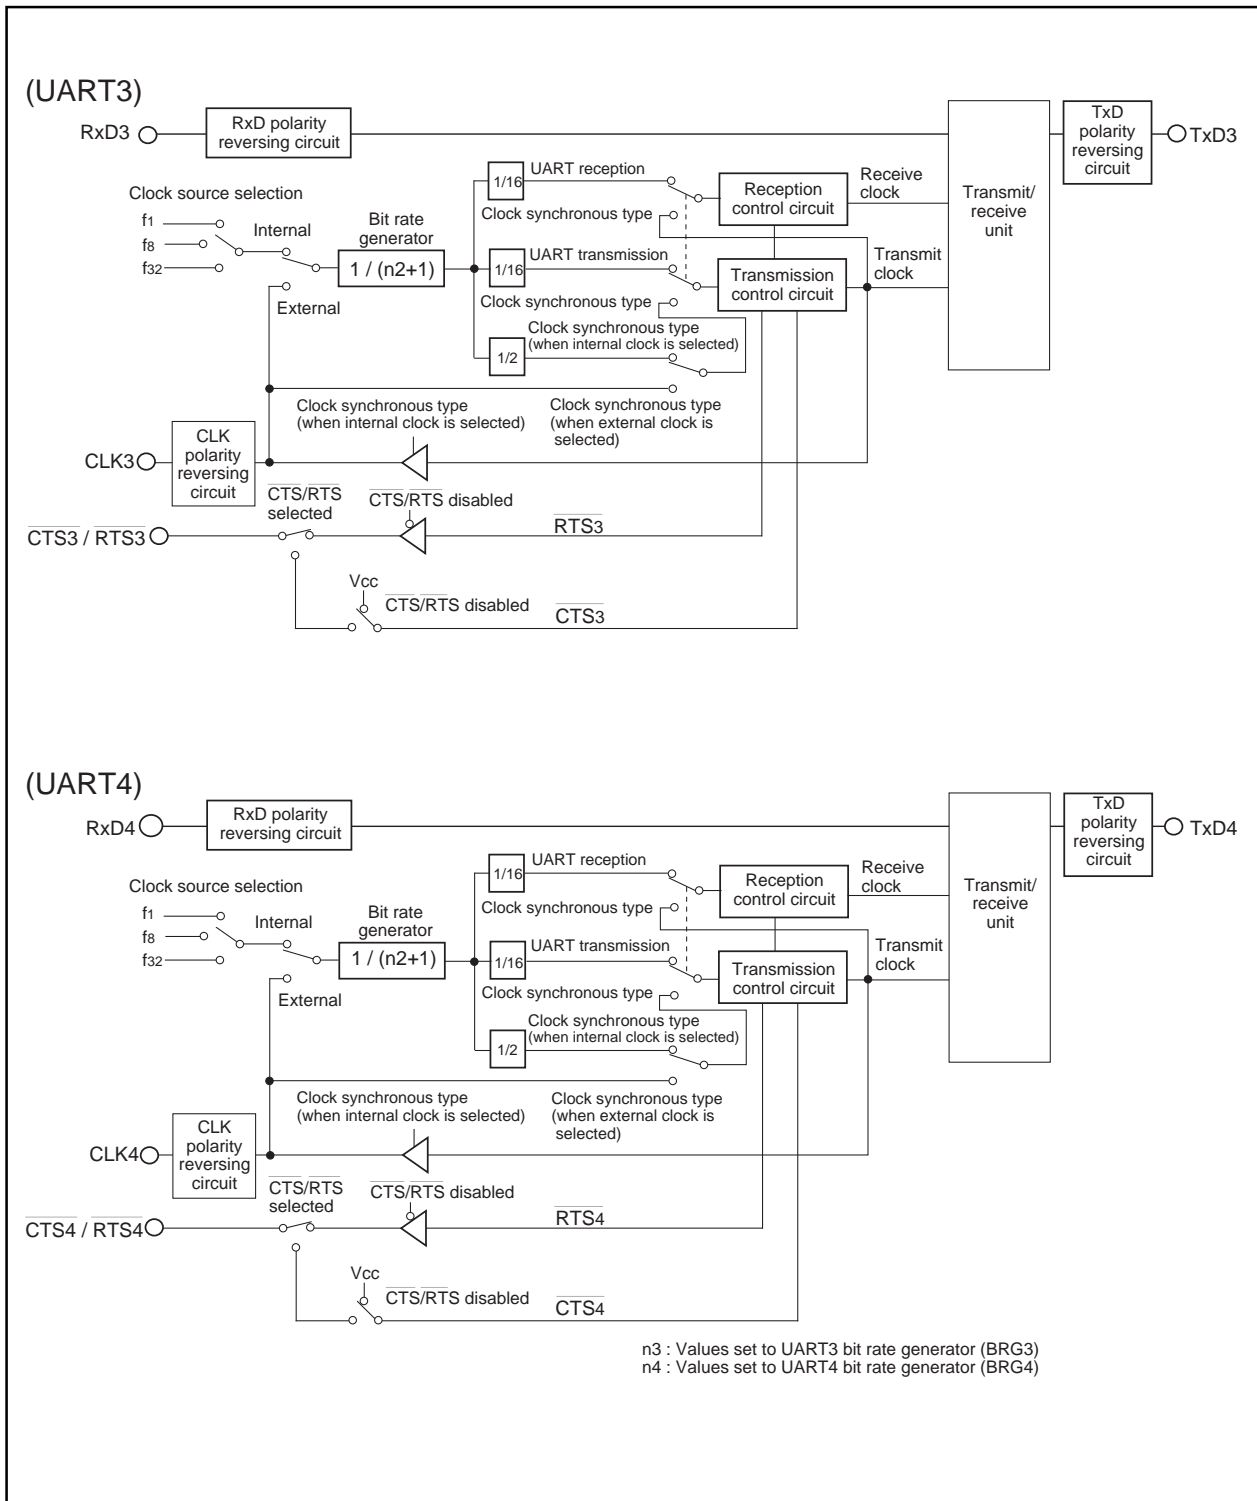 (UART3)
RxD3
RxD polarity
reversing circuit
TxD
polarity
reversing
circuit
TxD3
Clock source selection
f1
f8
f32
Internal
External
Bit rate
generator
1 / (n2+1)
1/16
UART reception
Clock synchronous type
1/16
UART transmission
Clock synchronous type
Clock synchronous type
(when internal clock is selected)
1/2
Reception
control circuit
Receive
clock
Transmission
control circuit
Transmit
clock
Transmit/
receive
unit
Clock synchronous type
(when internal clock is selected)
Clock synchronous type
(when external clock is
selected)
CLK3
CLK
polarity
reversing
circuit
CTS/RTS
selected
CTS/RTS disabled
CTS3 / RTS3
RTS3
Vcc
CTS/RTS disabled
CTS3
(UART4)
RxD4
RxD polarity
reversing circuit
TxD
polarity
reversing
circuit
TxD4
Clock source selection
f1
f8
f32
Internal
External
Bit rate
generator
1 / (n2+1)
1/16
UART reception
Clock synchronous type
1/16
UART transmission
Clock synchronous type
Clock synchronous type
(when internal clock is selected)
1/2
Reception
control circuit
Receive
clock
Transmission
control circuit
Transmit
clock
Transmit/
receive
unit
Clock synchronous type
(when internal clock is selected)
Clock synchronous type
(when external clock is
selected)
CLK4
CLK
polarity
reversing
circuit
CTS/RTS
selected
CTS/RTS disabled
CTS4 / RTS4
RTS4
Vcc
CTS/RTS disabled
CTS4
n3 : Values set to UART3 bit rate generator (BRG3)
n4 : Values set to UART4 bit rate generator (BRG4)